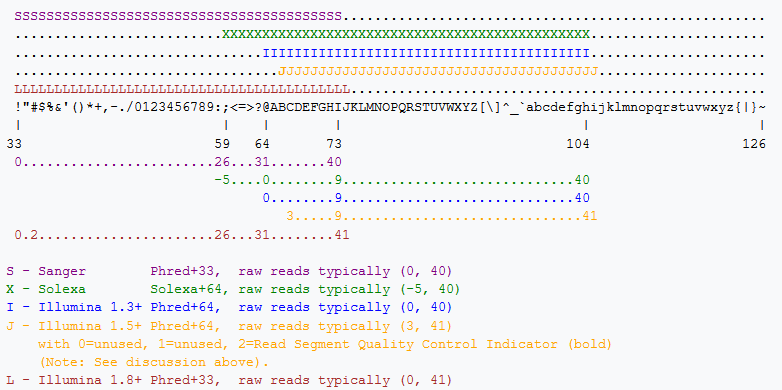 SSSSSSSSSSSSSSSSSSSSSSSSSSSSSSSSSSSSSSSSS.....................................................
..........................XXXXXXXXXXXXXXXXXXXXXXXXXXXXXXXXXXXXXXXXXXXXXX......................
...............................IIIIIIIIIIIIIIIIIIIIIIIIIIIIIIIIIIIIIIIII......................
.................................JJJJJJJJJJJJJJJJJJJJJJJJJJJJJJJJJJJJJJJJ.....................
LLLLLLLLLLLLLLLLLLLLLLLLLLLLLLLLLLLLLLLLLL....................................................
!"#$%&'()*+,-./0123456789:;<=>?@ABCDEFGHIJKLMNOPQRSTUVWXYZ[\]^_`abcdefghijklmnopqrstuvwxyz{|}~
| | | | | |
33 59 64 73 104 126
0........................26...31.......40
-5....0........9.............................40
0........9.............................40
3.....9..............................41
0.2......................26...31........41
S - Sanger Phred+33, raw reads typically (0, 40)
X - Solexa Solexa+64, raw reads typically (-5, 40)
I - Illumina 1.3+ Phred+64, raw reads typically (0, 40)
J - Illumina 1.5+ Phred+64, raw reads typically (3, 41)
with 0=unused, 1=unused, 2=Read Segment Quality Control Indicator (bold)
(Note: See discussion above).
L - Illumina 1.8+ Phred+33, raw reads typically (0, 41)